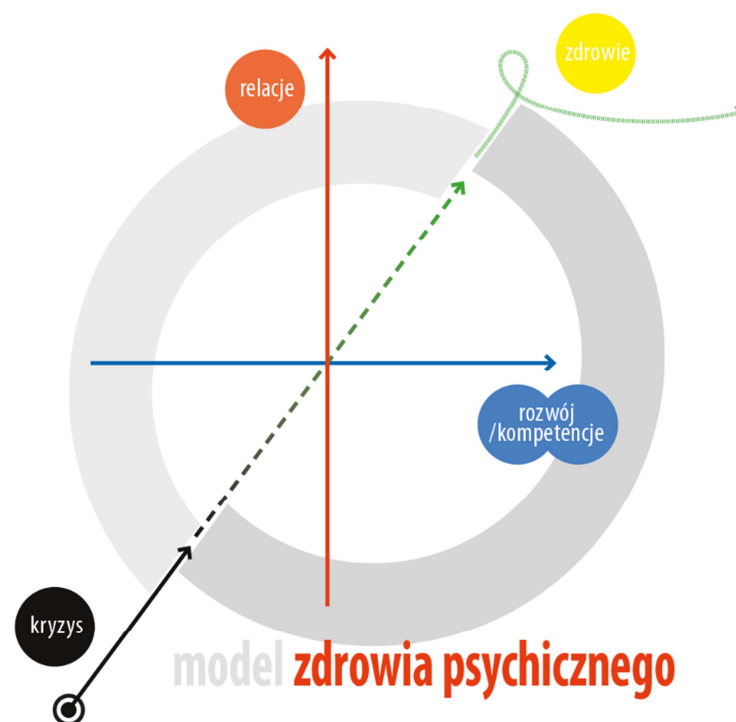 zdrowie
relacje
rozwój
/kompetencje
kryzys
model zdrowia psychicznego